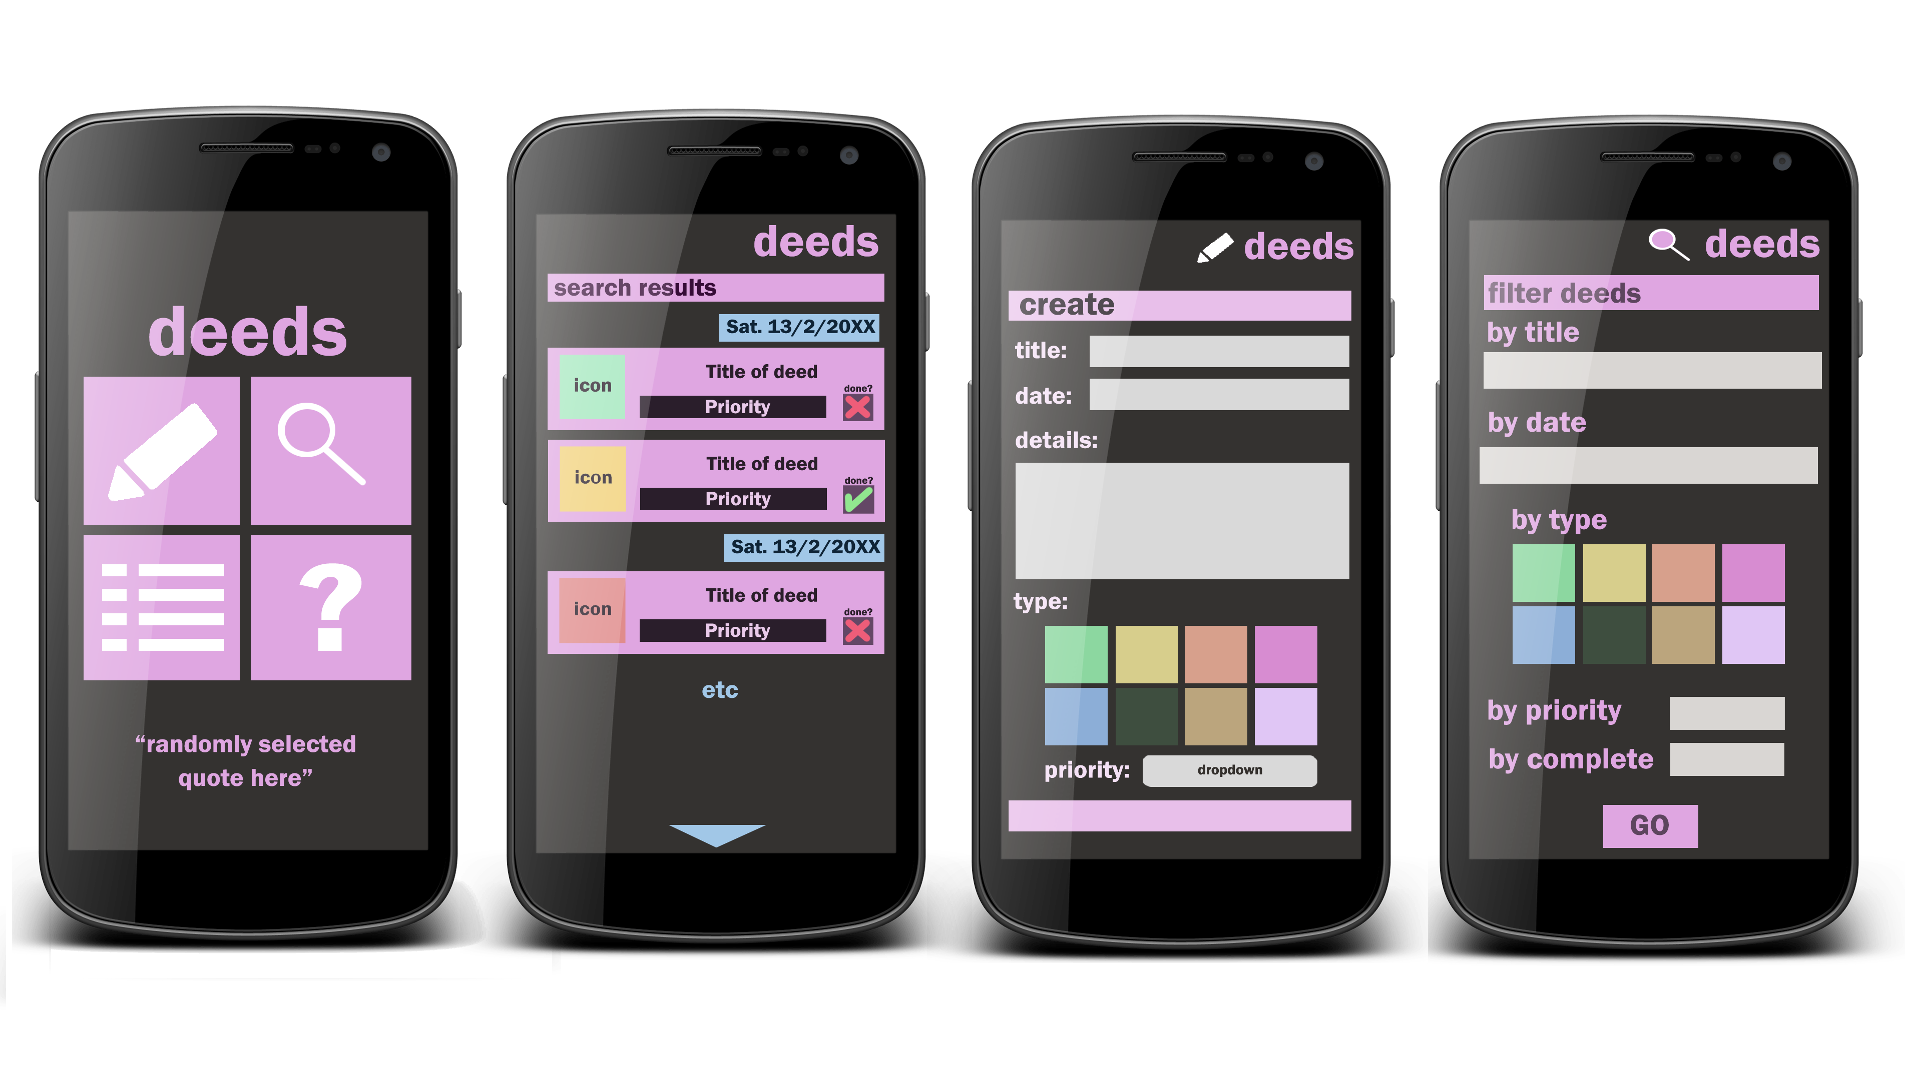 deeds
“randomly selected
quote here”
deeds
search results
Sat. 13/2/20XX
icon
Title of deed
Priority
done?
icon
Title of deed
Priority
done?
Sat. 13/2/20XX
icon
Title of deed
Priority
done?
etc
deeds
create
title:
date:
details:
type:
priority:
dropdown
deeds
filter deeds
by title
by date
by type
by priority
by complete
GO